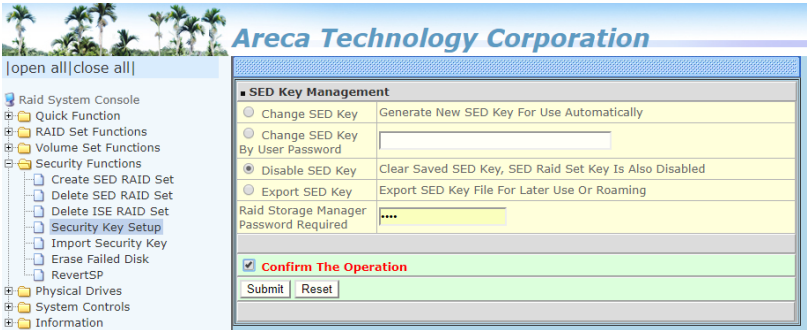 Areca Technology Corporation
|open all|close all|
Raid System Console
Quick Function
RAID Set Functions
Volume Set Functions
Security Functions
Create SED RAID Set
Delete SED RAID Set
Delete ISE RAID Set
Security Key Setup
Import Security Key
Erase Failed Disk
RevertSP
Physical Drives
System Controls
Information
SED Key Management
Change SED Key Generate New SED Key For Use Automatically
Change SED Key
By User Password
Disable SED Key Clear Saved SED Key, SED Raid Set Key Is Also Disabled
Export SED Key Export SED Key File For Later Use Or Roaming
Raid Storage Manager
Password Required ••••
Confirm The Operation
Submit Reset